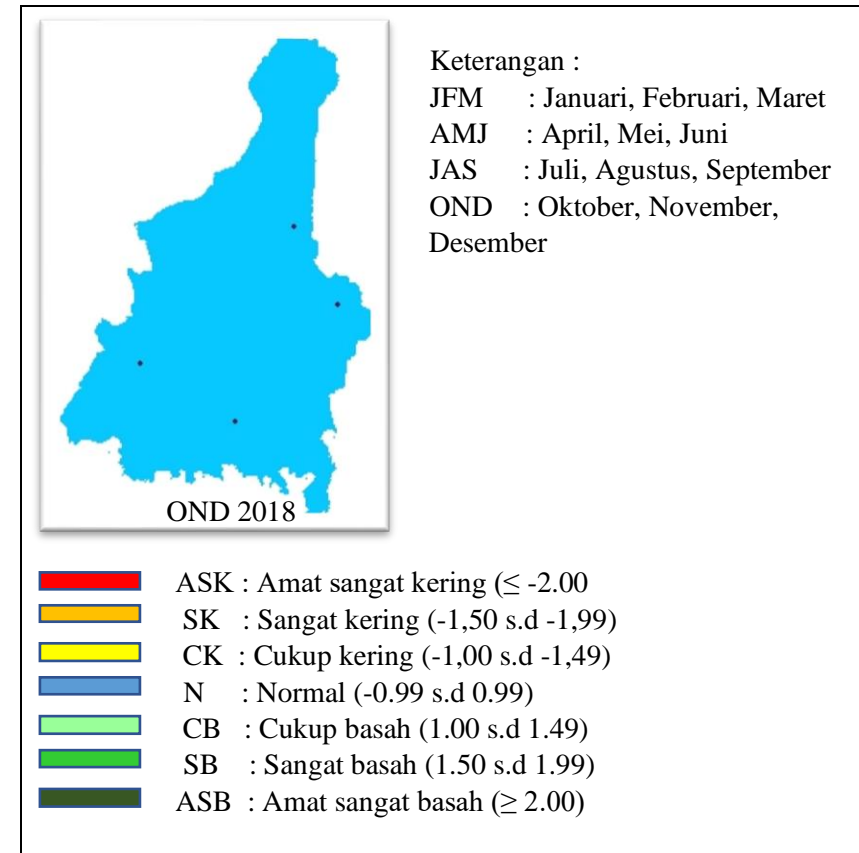 Keterangan :
JFM : Januari, Februari, Maret
AMJ : April, Mei, Juni
JAS : Juli, Agustus, September
OND : Oktober, November,
Desember
OND 2018
ASK : Amat sangat kering (≤ -2.00
SK : Sangat kering (-1,50 s.d -1,99)
CK : Cukup kering (-1,00 s.d -1,49)
N : Normal (-0.99 s.d 0.99)
CB : Cukup basah (1.00 s.d 1.49)
SB : Sangat basah (1.50 s.d 1.99)
ASB : Amat sangat basah (≥ 2.00)